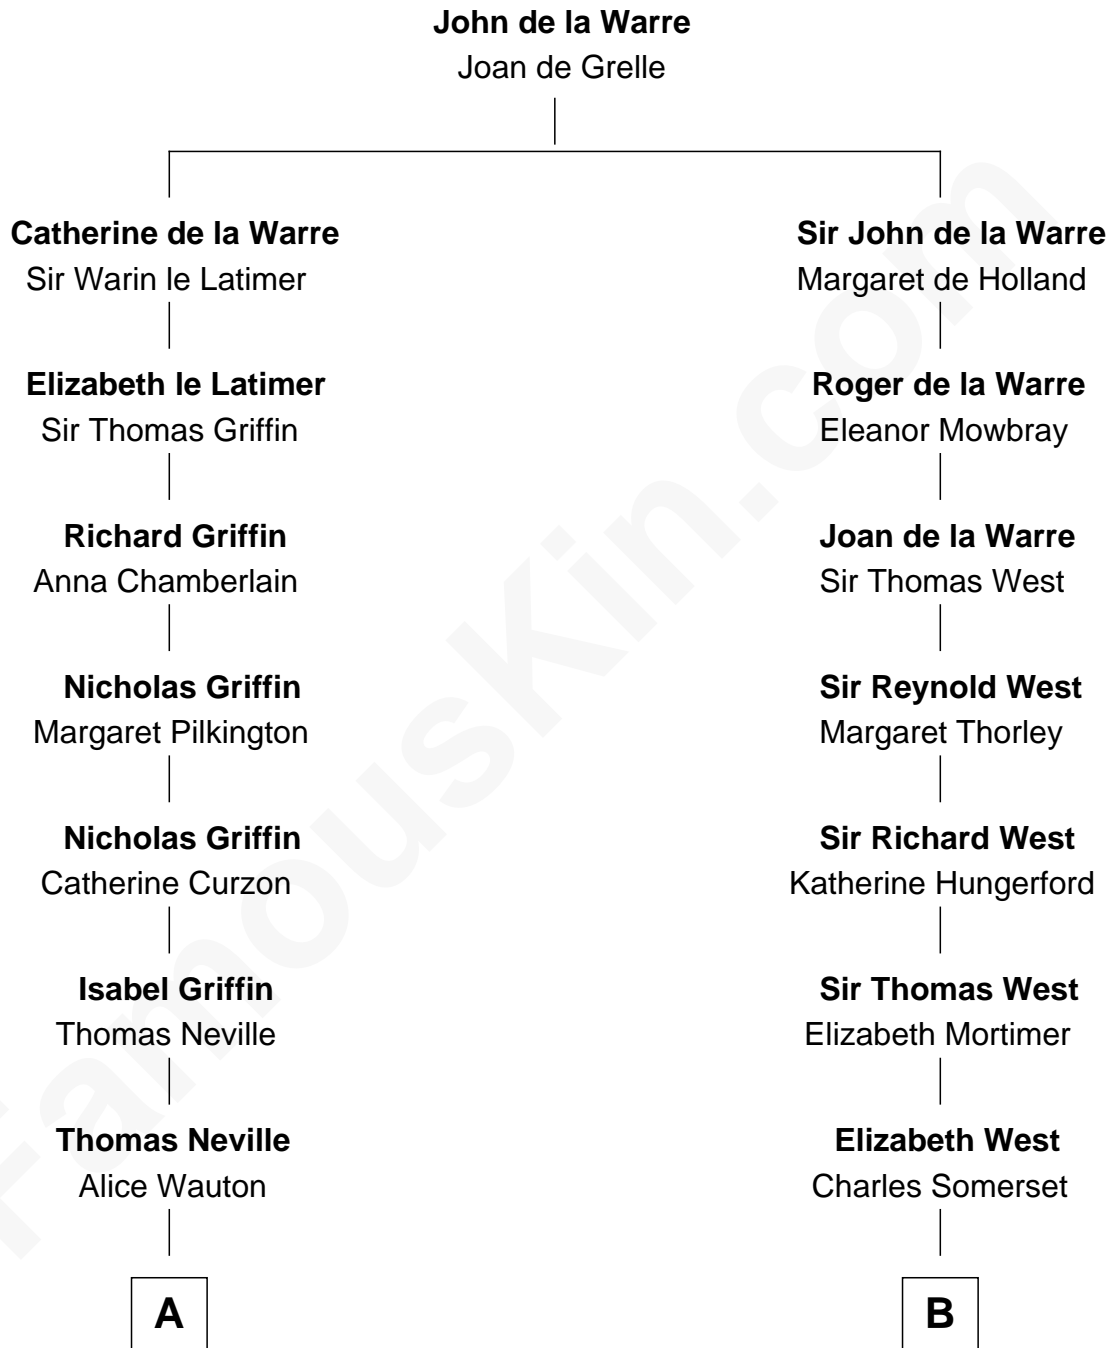 John de la Warre
Joan de Grelle
Catherine de la Warre
Sir Warin le Latimer
Sir John de la Warre
Margaret de Holland
Elizabeth le Latimer
Sir Thomas Griffin
Roger de la Warre
Eleanor Mowbray
Richard Griffin
Anna Chamberlain
Joan de la Warre
Sir Thomas West
Nicholas Griffin
Margaret Pilkington
Sir Reynold West
Margaret Thorley
Nicholas Griffin
Catherine Curzon
Sir Richard West
Katherine Hungerford
Isabel Griffin
Thomas Neville
Sir Thomas West
Elizabeth Mortimer
Thomas Neville
Alice Wauton
Elizabeth West
Charles Somerset
A
B
FamousKin.com